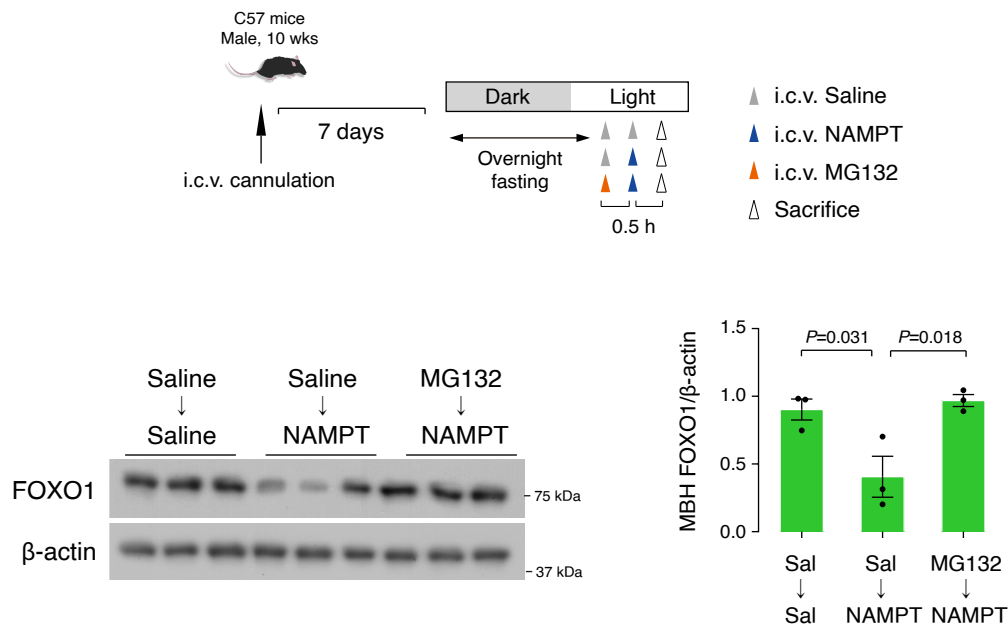 C57 mice
Male, 10 wks
i.c.v. cannulation
7 days
Dark
Light
Overnight
fasting
0.5 h
i.c.v. Saline
i.c.v. NAMPT
i.c.v. MG132
Sacrifice
Saline Saline MG132
↓ ↓ ↓
Saline NAMPT NAMPT
FOXO1
75 kDa
β-actin
37 kDa
MBH FOXO1/β-actin
1.5
1.0
0.5
0.0
P=0.031
P=0.018
Sal Sal MG132
↓ ↓ ↓
Sal NAMPT NAMPT